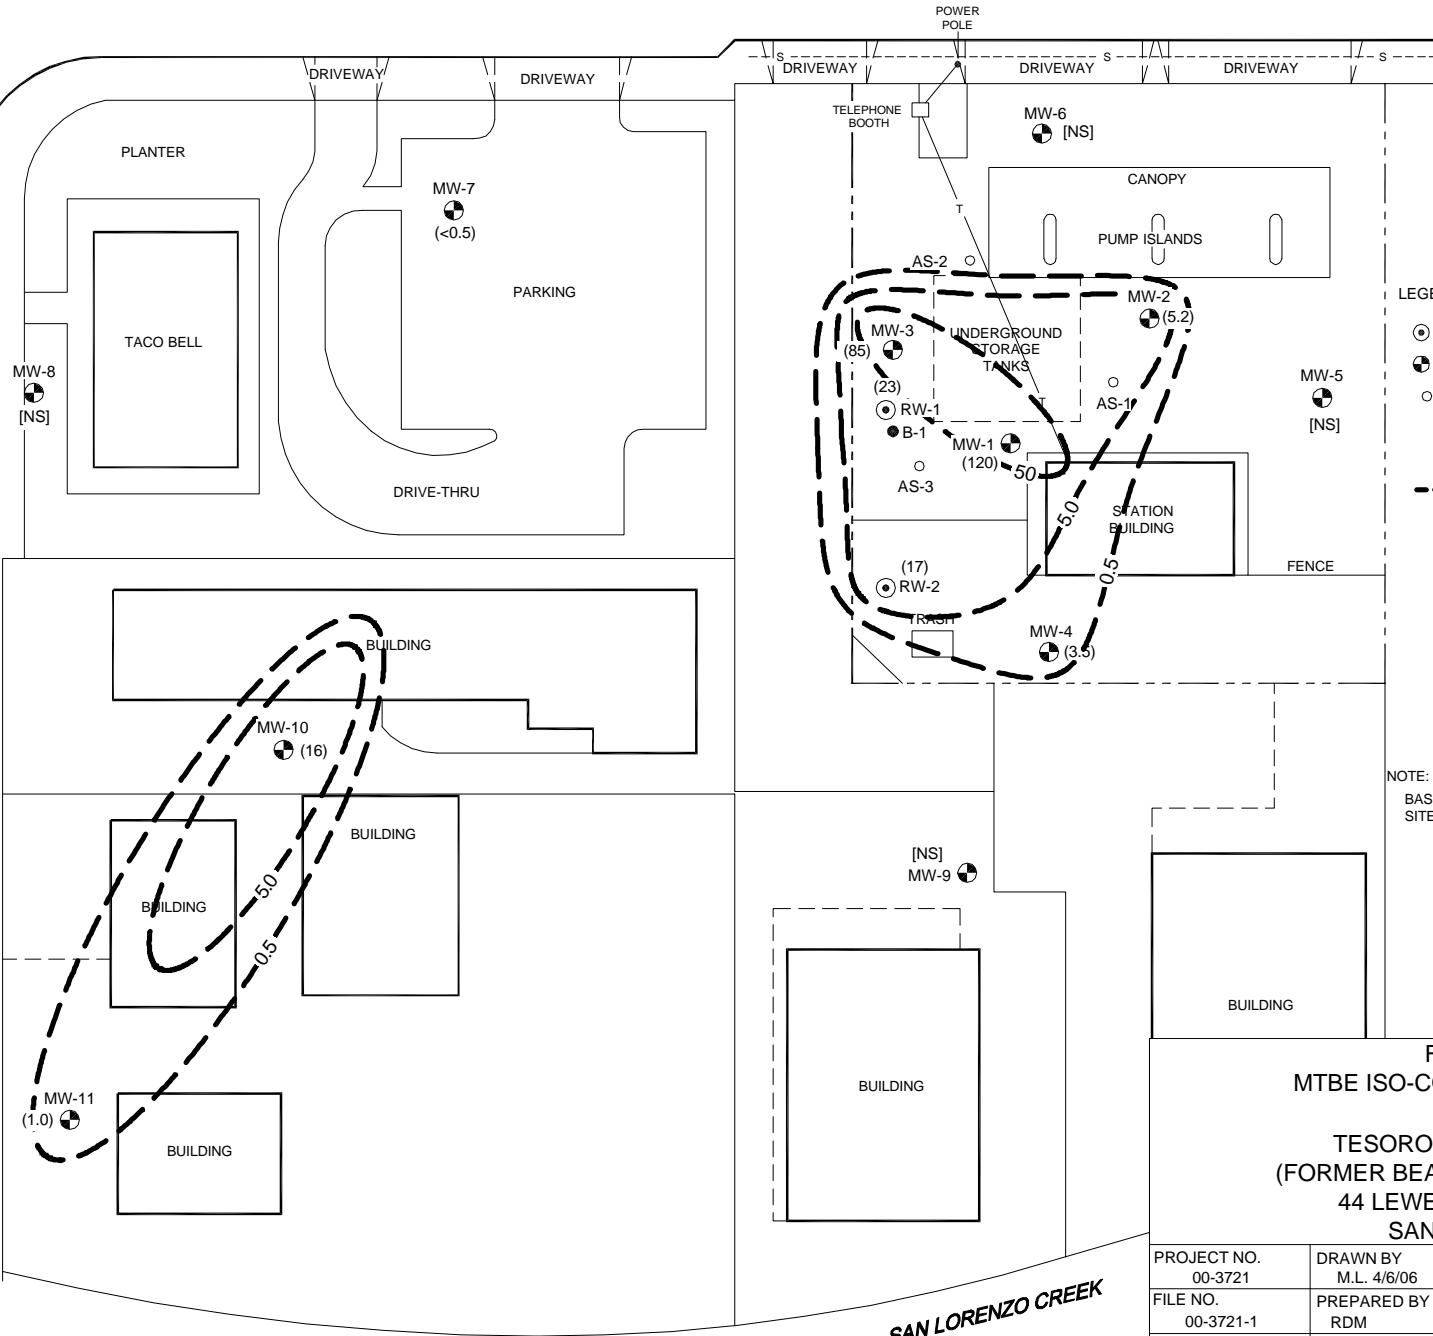 POWER
POLE
S
S
S
DRIVEWAY
DRIVEWAY
DRIVEWAY
DRIVEWAY
DRIVEWAY
TELEPHONE
BOOTH
MW-6
[NS]
PLANTER
CANOPY
MW-7
(<0.5)
T
PUMP ISLANDS
AS-2
PARKING
MW-2
(5.2)
MW-3
(85)
UNDERGROUND
STORAGE
TANKS
TACO BELL
MW-8
[NS]
(23)
RW-1
B-1
T
AS-1
MW-5
[NS]
MW-1
(120)
50
AS-3
DRIVE-THRU
5.0
STATION
BUILDING
0.5
FENCE
(17)
RW-2
TRASH
MW-4
(3.5)
BUILDING
MW-10
(16)
BUILDING
BUILDING
5.0
0.5
[NS]
MW-9
NOTE:
BUILDING
BUILDING
MW-11
(1.0)
BUILDING
MTBE ISO-C
TESORO
(FORMER BEA
44 LEWE
SAN
PROJECT NO.
00-3721
DRAWN BY
M.L. 4/6/06
FILE NO.
00-3721-1
PREPARED BY
RDM
SAN LORENZO CREEK
LEGE
BAS
SITE